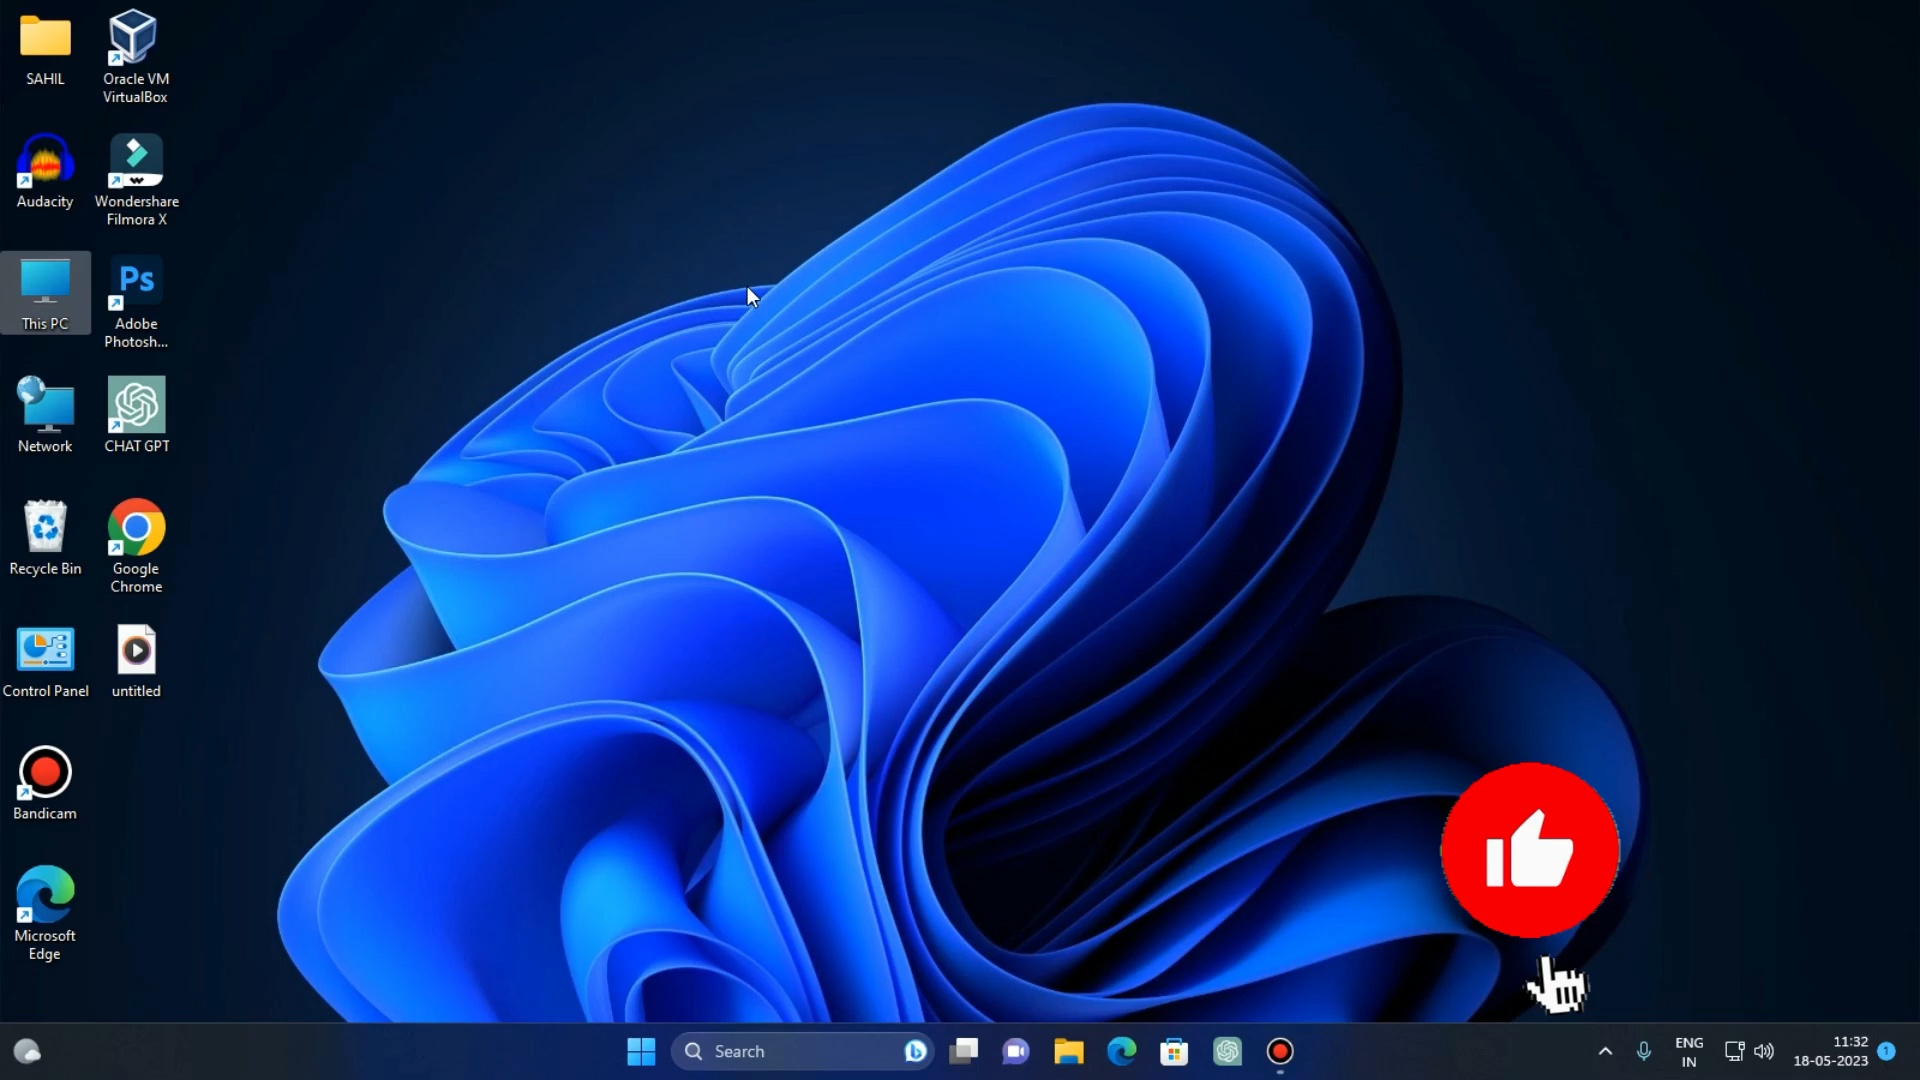 SAHIL
Oracle VM
VirtualBox
Audacity
Wondershare
Filmora X
This PC
Ps
Adobe
Photosh...
Network
CHAT GPT
Recycle Bin
Google
Chrome
Control Panel
untitled
Bandicam
Microsoft
Edge
Search
ENG
IN
11:32
18-05-2023
1